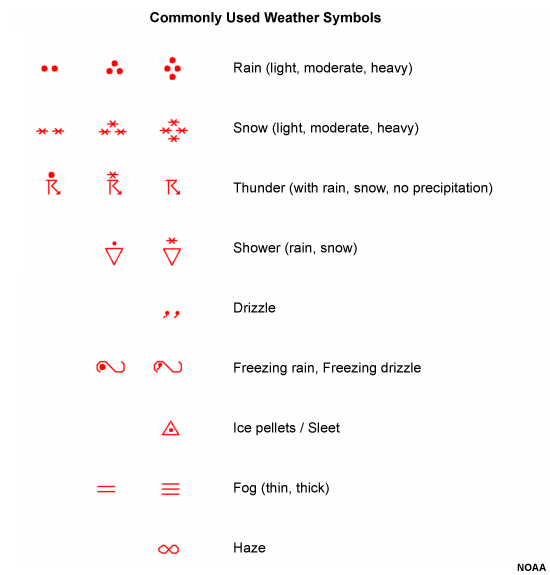 Commonly Used Weather Symbols
Rain (light, moderate, heavy)
Snow (light, moderate, heavy)
Thunder (with rain, snow, no precipitation)
Shower (rain, snow)
Drizzle
Freezing rain, Freezing drizzle
Ice pellets / Sleet
Fog (thin, thick)
Haze
NOAA